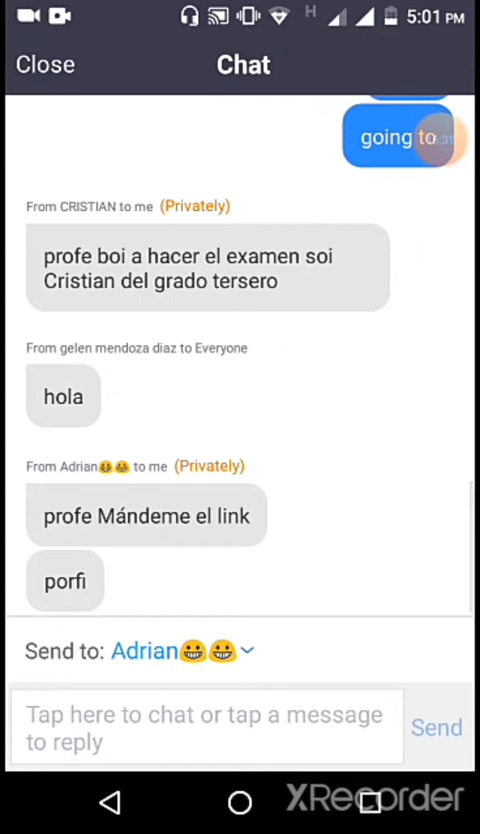 H
5:01 PM
Close
Chat
going to
From CRISTIAN to me (Privately)
profe boi a hacer el examen soi
Cristian del grado tersero
From gelen mendoza diaz to Everyone
hola
From Adrian😂😂 to me (Privately)
profe Mándeme el link
porfi
Send to: Adrian😀😀
Tap here to chat or tap a message
to reply
Send
XRecorder